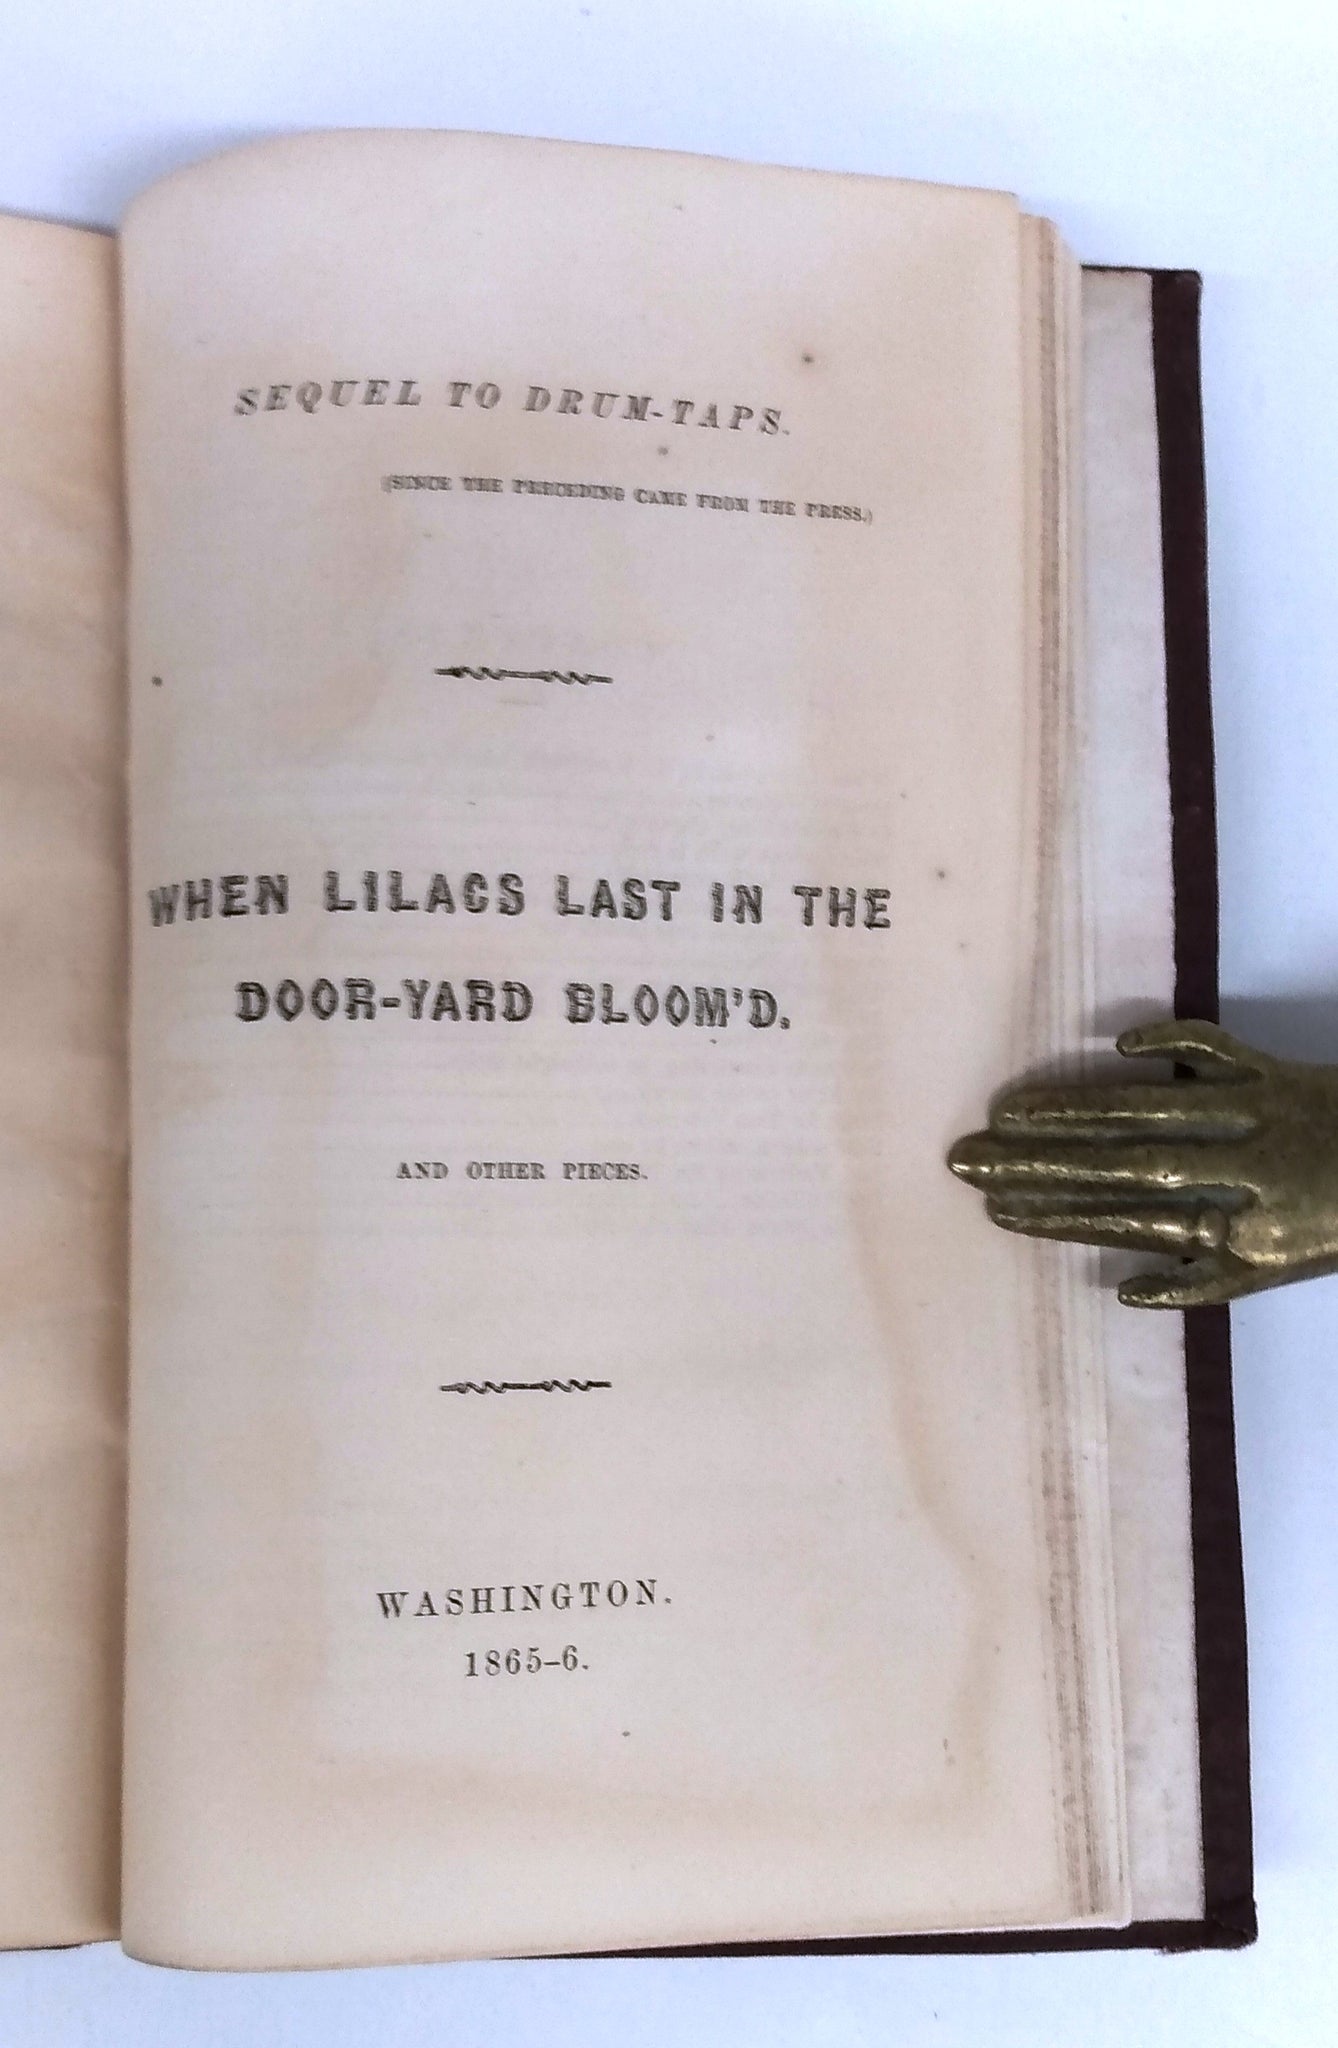 SEQUEL TO DRUM-TAPS.
(SINCE THE PRECEDING CAME FROM THE PRESS.)
WHEN LILACS LAST IN THE
DOOR-YARD BLOOM'D.
AND OTHER PIECES.
WASHINGTON.
1865–6.